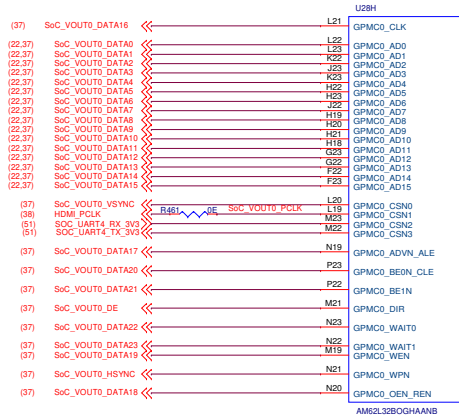 U28H
(37) SoC_VOUT0_DATA16 L21 GPMC0_CLK
(22,37) SoC_VOUT0_DATA0 L22 GPMC0_AD0
(22,37) SoC_VOUT0_DATA1 L23 GPMC0_AD1
(22,37) SoC_VOUT0_DATA2 K22 GPMC0_AD2
(22,37) SoC_VOUT0_DATA3 J23 GPMC0_AD3
(22,37) SoC_VOUT0_DATA4 K23 GPMC0_AD4
(22,37) SoC_VOUT0_DATA5 H22 GPMC0_AD5
(22,37) SoC_VOUT0_DATA6 H23 GPMC0_AD6
(22,37) SoC_VOUT0_DATA7 J22 GPMC0_AD7
(22,37) SoC_VOUT0_DATA8 H19 GPMC0_AD8
(22,37) SoC_VOUT0_DATA9 H20 GPMC0_AD9
(22,37) SoC_VOUT0_DATA10 H21 GPMC0_AD10
(22,37) SoC_VOUT0_DATA11 H18 GPMC0_AD11
(22,37) SoC_VOUT0_DATA12 G23 GPMC0_AD12
(22,37) SoC_VOUT0_DATA13 G22 GPMC0_AD13
(22,37) SoC_VOUT0_DATA14 F22 GPMC0_AD14
(22,37) SoC_VOUT0_DATA15 F23 GPMC0_AD15
(37) SoC_VOUT0_VSYNC L20 GPMC0_CSN0
(38) HDMI_PCLK R461 0E SoC_VOUT0_PCLK L19 GPMC0_CSN1
(51) SOC_UART4_RX_3V3 M23 GPMC0_CSN2
(51) SOC_UART4_TX_3V3 M22 GPMC0_CSN3
(37) SoC_VOUT0_DATA17 N19 GPMC0_ADVN_ALE
(37) SoC_VOUT0_DATA20 P23 GPMC0_BE0N_CLE
(37) SoC_VOUT0_DATA21 P22 GPMC0_BE1N
(37) SoC_VOUT0_DE M21 GPMC0_DIR
(37) SoC_VOUT0_DATA22 N23 GPMC0_WAIT0
(37) SoC_VOUT0_DATA23 N22 GPMC0_WAIT1
(37) SoC_VOUT0_DATA19 M19 GPMC0_WEN
(37) SoC_VOUT0_HSYNC N21 GPMC0_WPN
(37) SoC_VOUT0_DATA18 N20 GPMC0_OEN_REN
AM62L32BOGHAANB